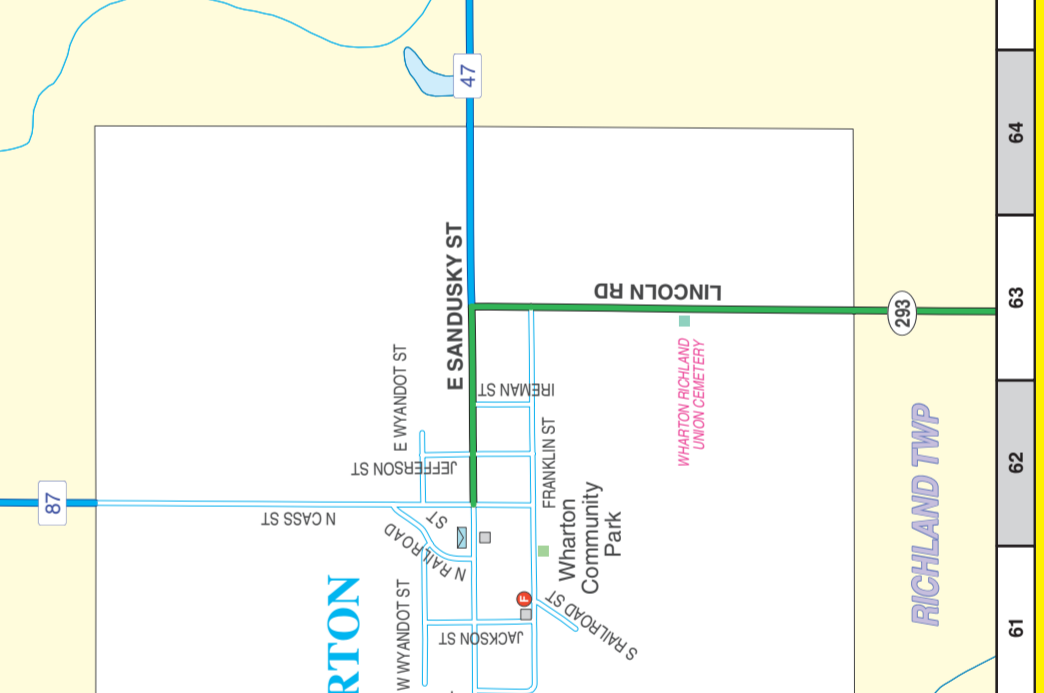 47
64
E SANDUSKY ST
LINCOLN RD
293
63
E WYANDOT ST
IREMAN ST
WHARTON RICHLAND
UNION CEMETERY
JEFFERSON ST
FRANKLIN ST
RICHLAND TWP
62
87
N CASS ST
N RAILROAD
ST
Wharton
Community
Park
RTON
W WYANDOT ST
F
S RAILROAD ST
JACKSON ST
61